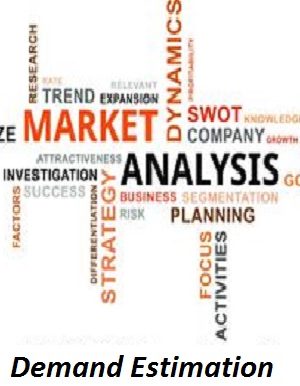 RESEARCH
DYNAMICS
PROFITABILITY
RATE
RELEVANT
TREND EXPANSION
SWOT KNOWLEDGE
ZE MARKET
COMPANY GROWTH
ATTRACTIVENESS
ANALYSIS
INVESTIGATION
GO
SUCCESS
BUSINESS SEGMENTATION
RISK
PLANNING
FACTORS
DIFFERENTIATION
STRATEGY
FOCUS
ACTIVITIES
Demand Estimation